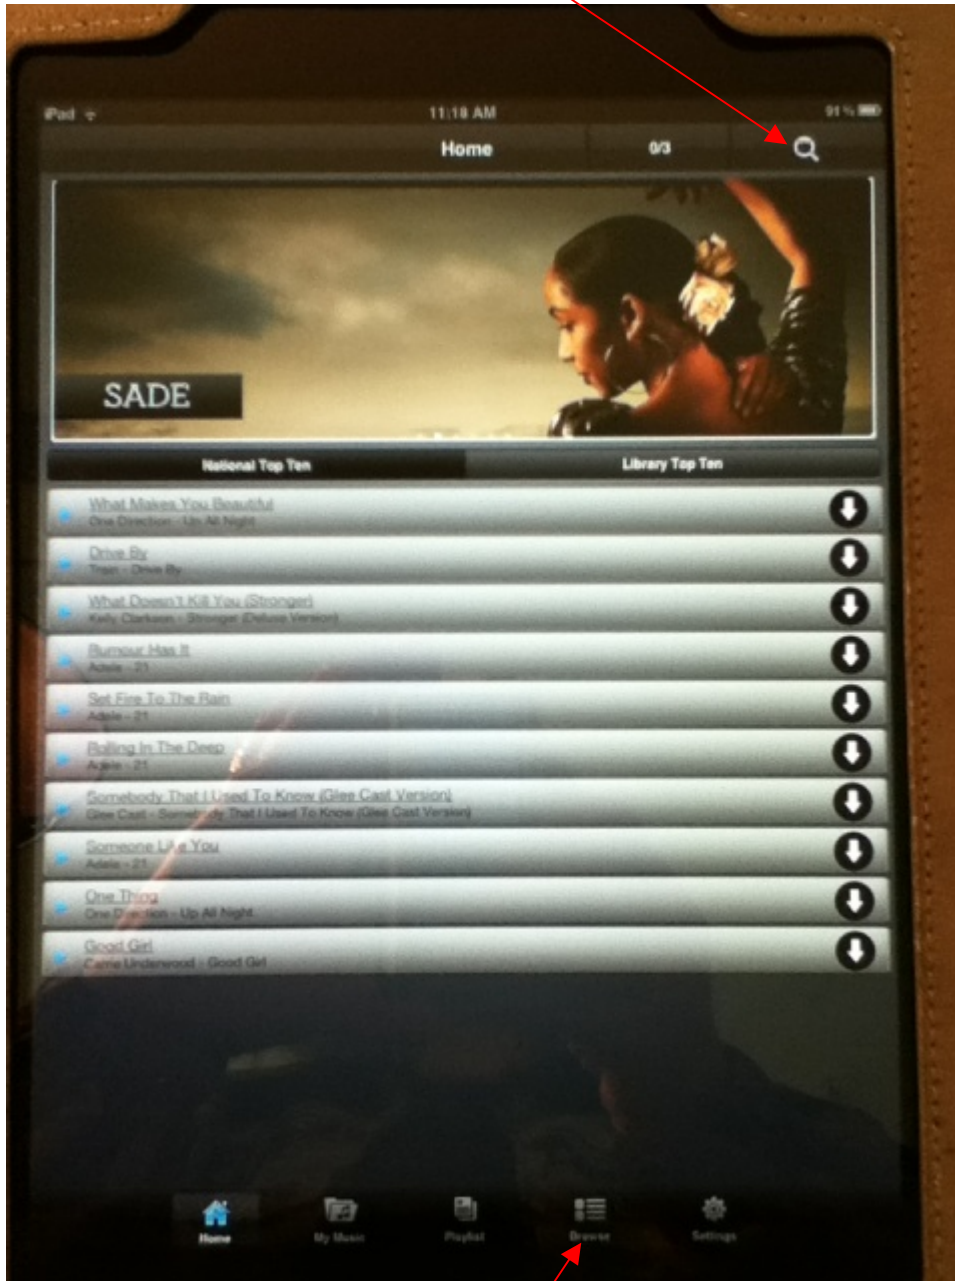 iPad 11:18 AM 91%
Home 0/3
SADE
National Top Ten Library Top Ten
What Makes You Beautiful
One Direction - Up All Night
Drive By
Train - Drive By
What Doesn't Kill You (Stronger)
Kelly Clarkson - Stronger (Deluxe Version)
Rumour Has It
Adele - 21
Set Fire To The Rain
Adele - 21
Rolling In The Deep
Adele - 21
Somebody That I Used To Know (Glee Cast Version)
Glee Cast - Somebody That I Used To Know (Glee Cast Version)
Someone Like You
Adele - 21
One Thing
One Direction - Up All Night
Good Girl
Carrie Underwood - Good Girl
Home My Music Playlist Browse Settings